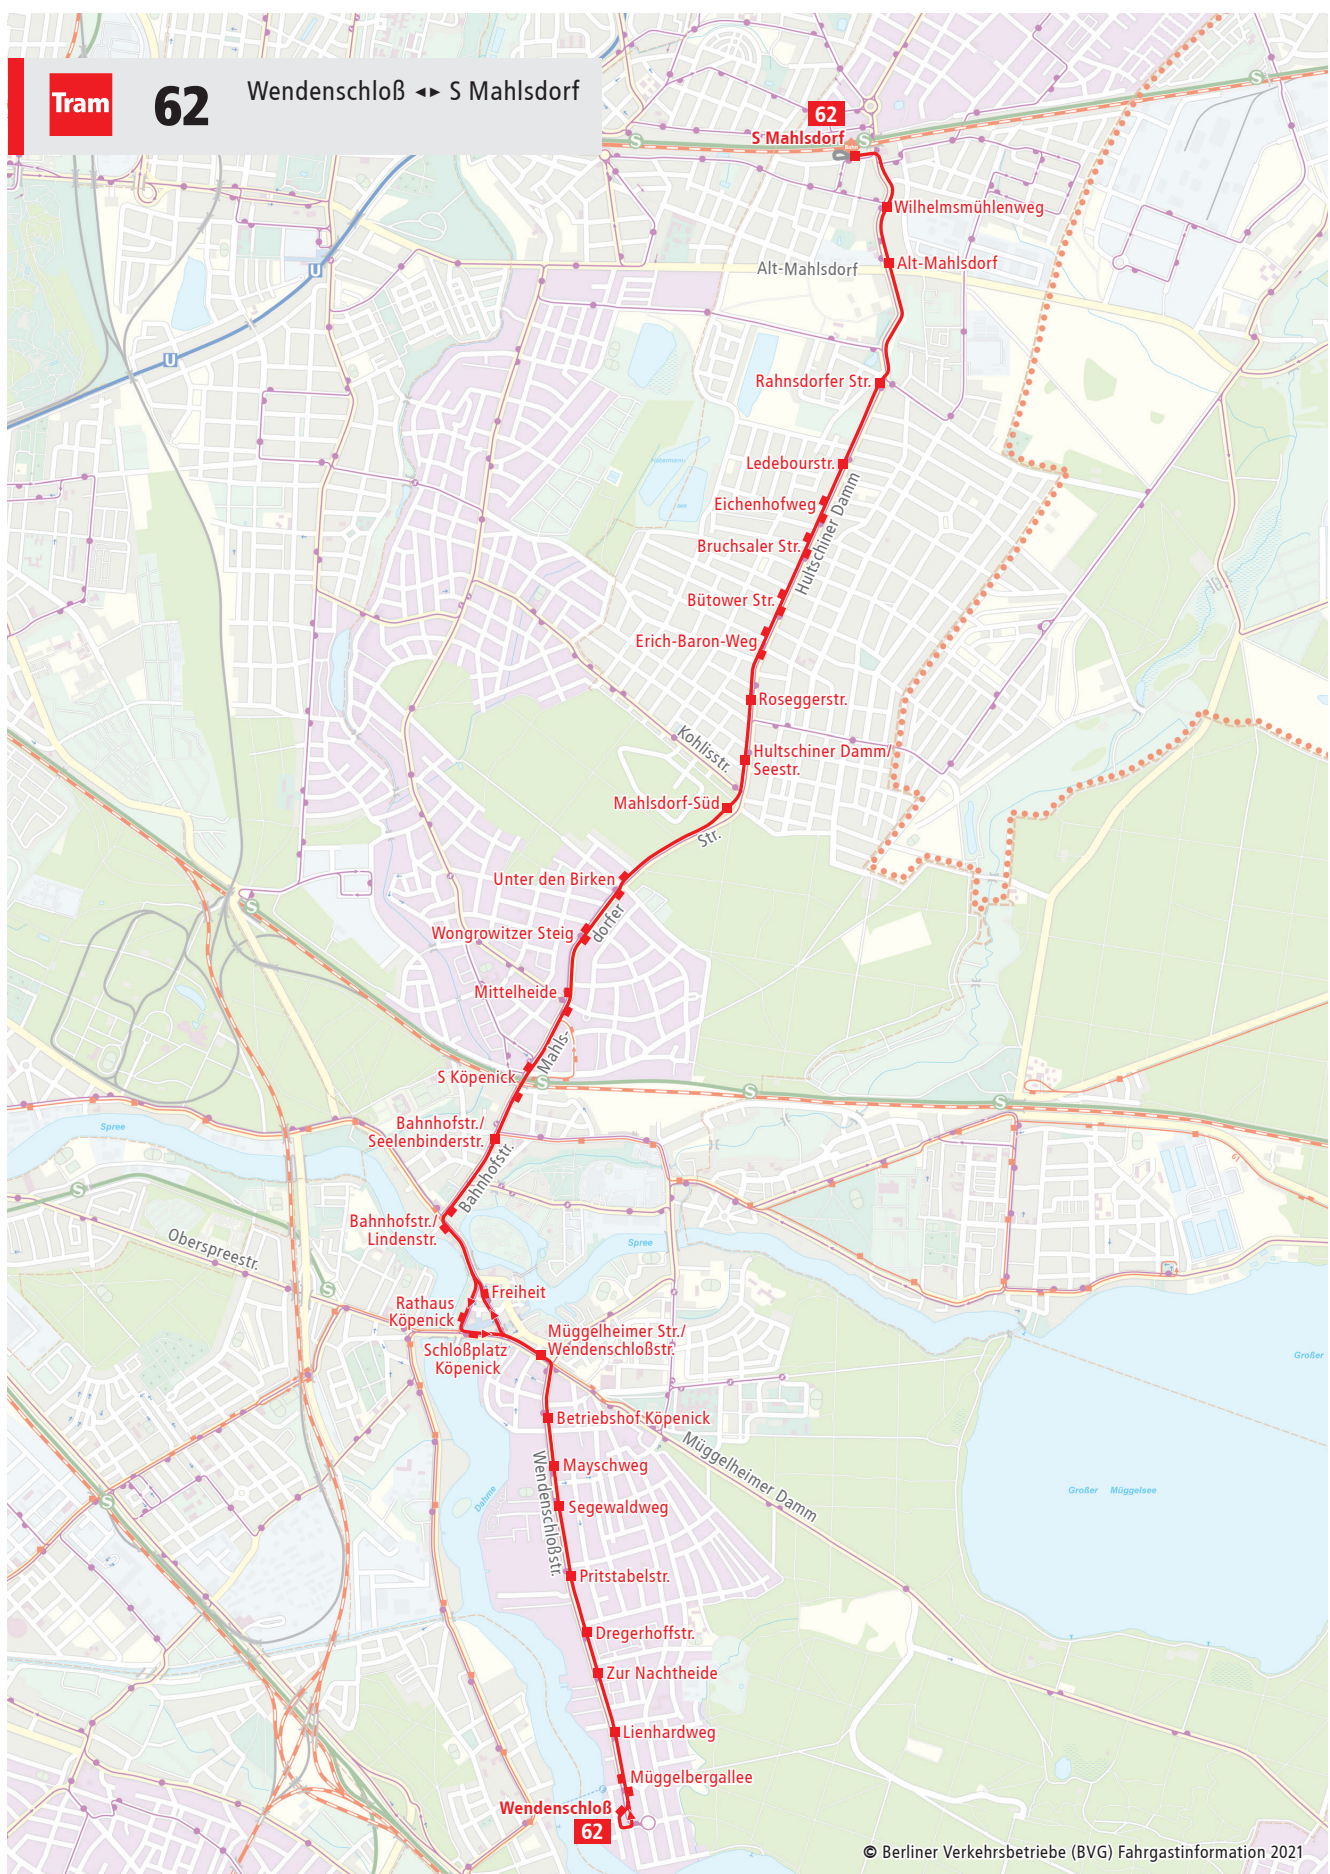 Tram
62
Wendenschloß ◂▸ S Mahlsdorf
62
S Mahlsdorf
Wilhelmsmühlenweg
Alt-Mahlsdorf
Alt-Mahlsdorf
Rahnsdorfer Str.
Ledebourstr.
Eichenhofweg
Hultschiner Damm
Bruchsaler Str.
Bütower Str.
Erich-Baron-Weg
Roseggerstr.
Kohlisstr.
Hultschiner Damm/
Seestr.
Mahlsdorf-Süd
Str.
Unter den Birken
dorfer
Wongrowitzer Steig
Mittelheide
Mahls-
S Köpenick
Bahnhofstr./
Seelenbinderstr.
Spree
Bahnhofstr.
Bahnhofstr./
Lindenstr.
Oberspreestr.
Spree
Freiheit
Rathaus
Köpenick
Müggelheimer Str./
Wendenschloßstr.
Schloßplatz
Köpenick
Großer
Betriebshof Köpenick
Müggelheimer Damm
Mayschweg
Wendenschloßstr.
Großer Müggelsee
Dahme
Segewaldweg
Pritstabelstr.
Dregerhoffstr.
Zur Nachtheide
Lienhardweg
Müggelbergallee
Wendenschloß
62
© Berliner Verkehrsbetriebe (BVG) Fahrgastinformation 2021
U
U
S
S
S
S
S
S
S
S
S
S
61